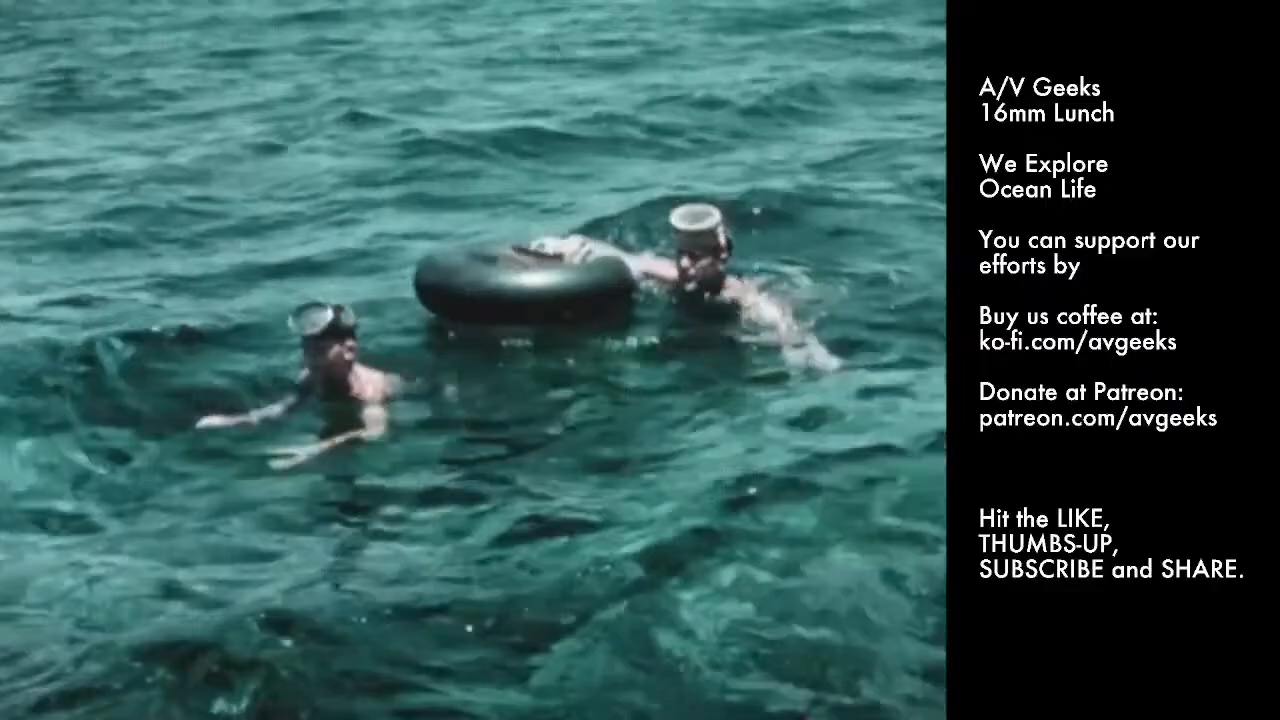 A/V Geeks
16mm Lunch
We Explore
Ocean Life
You can support our
efforts by
Buy us coffee at:
ko-fi.com/avgeeks
Donate at Patreon:
patreon.com/avgeeks
Hit the LIKE,
THUMBS-UP,
SUBSCRIBE and SHARE.